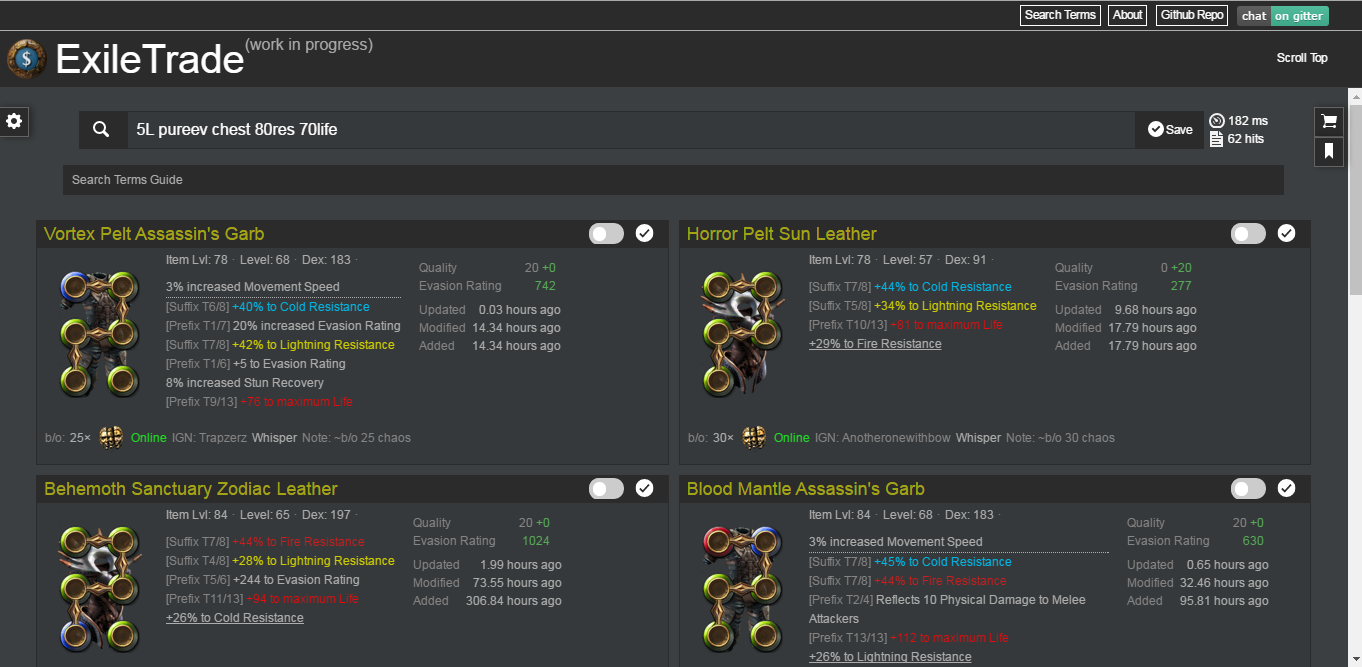 Search Terms About Github Repo chat on gitter
ExileTrade (work in progress)
Scroll Top
5L pureev chest 80res 70life
Save
182 ms
62 hits
Search Terms Guide
Vortex Pelt Assassin's Garb
Item Lvl: 78 · Level: 68 · Dex: 183 ·
3% increased Movement Speed
[Suffix T6/8] +40% to Cold Resistance
[Prefix T1/7] 20% increased Evasion Rating
[Suffix T7/8] +42% to Lightning Resistance
[Prefix T1/6] +5 to Evasion Rating
8% increased Stun Recovery
[Prefix T9/13] +76 to maximum Life
Quality 20 +0
Evasion Rating 742
Updated 0.03 hours ago
Modified 14.34 hours ago
Added 14.34 hours ago
b/o: 25× Online IGN: Trapzerz Whisper Note: ~b/o 25 chaos
Horror Pelt Sun Leather
Item Lvl: 78 · Level: 57 · Dex: 91 ·
[Suffix T7/8] +44% to Cold Resistance
[Suffix T5/8] +34% to Lightning Resistance
[Prefix T10/13] +81 to maximum Life
+29% to Fire Resistance
Quality 0 +20
Evasion Rating 277
Updated 9.68 hours ago
Modified 17.79 hours ago
Added 17.79 hours ago
b/o: 30× Online IGN: Anotheronewithbow Whisper Note: ~b/o 30 chaos
Behemoth Sanctuary Zodiac Leather
Item Lvl: 84 · Level: 65 · Dex: 197 ·
[Suffix T7/8] +44% to Fire Resistance
[Suffix T4/8] +28% to Lightning Resistance
[Prefix T5/6] +244 to Evasion Rating
[Prefix T11/13] +94 to maximum Life
+26% to Cold Resistance
Quality 20 +0
Evasion Rating 1024
Updated 1.99 hours ago
Modified 73.55 hours ago
Added 306.84 hours ago
Blood Mantle Assassin's Garb
Item Lvl: 84 · Level: 68 · Dex: 183 ·
3% increased Movement Speed
[Suffix T7/8] +45% to Cold Resistance
[Suffix T7/8] +44% to Fire Resistance
[Prefix T2/4] Reflects 10 Physical Damage to Melee
Attackers
[Prefix T13/13] +112 to maximum Life
+26% to Lightning Resistance
Quality 20 +0
Evasion Rating 630
Updated 0.65 hours ago
Modified 32.46 hours ago
Added 95.81 hours ago